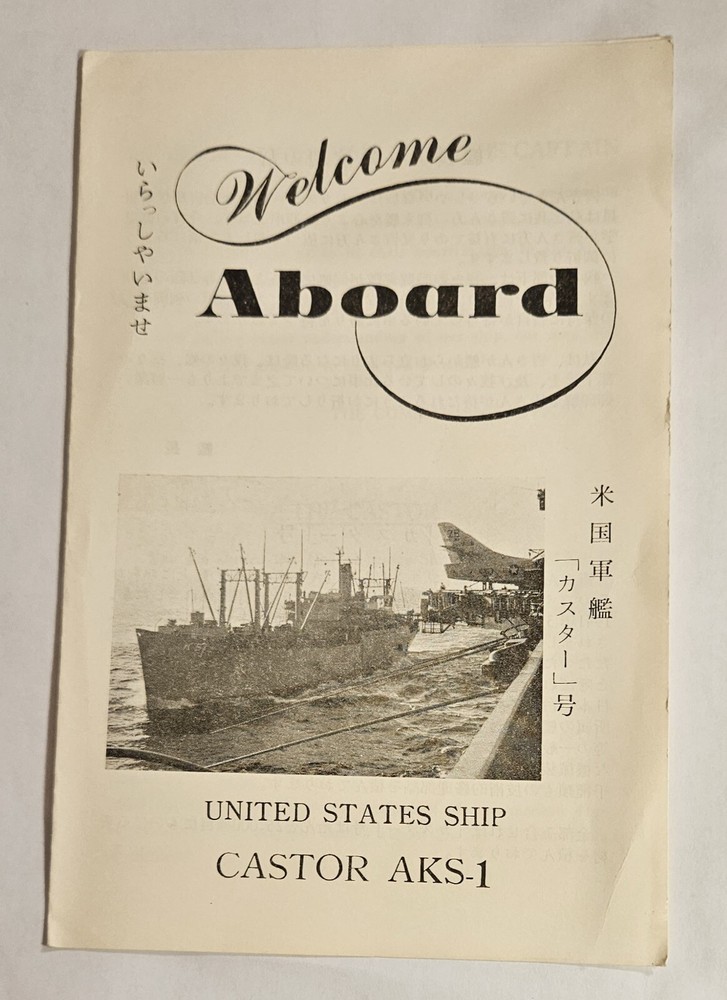 Welcome
Aboard
いらっしやいませ
米国軍艦
「カスター」号
UNITED STATES SHIP
CASTOR AKS-1